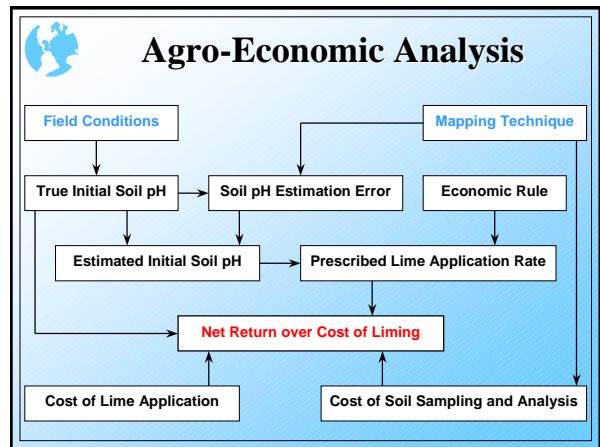 Agro-Economic Analysis
Field Conditions
Mapping Technique
True Initial Soil pH
Soil pH Estimation Error
Economic Rule
Estimated Initial Soil pH
Prescribed Lime Application Rate
Net Return over Cost of Liming
Cost of Lime Application
Cost of Soil Sampling and Analysis